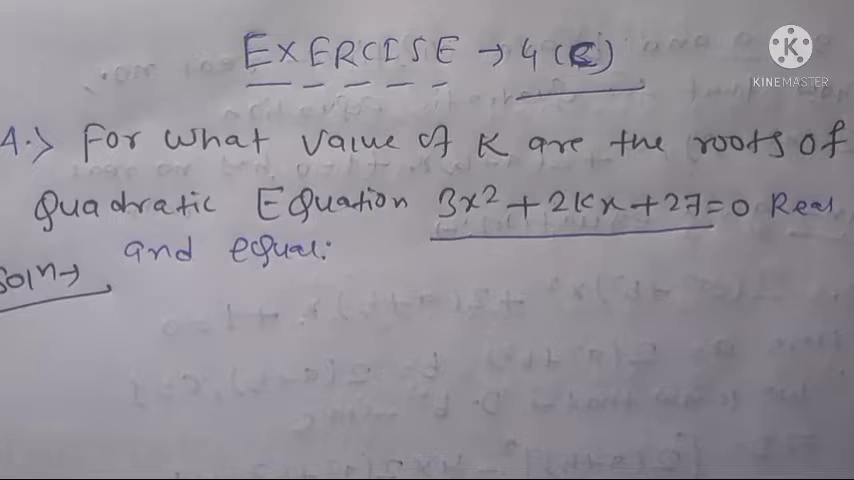 EXERCISE → 4(C)
K
KINEMASTER
4.> For what value of K are the roots of
Quadratic Equation 3x²+2kx+27=0 Real
and equal:
Soln→